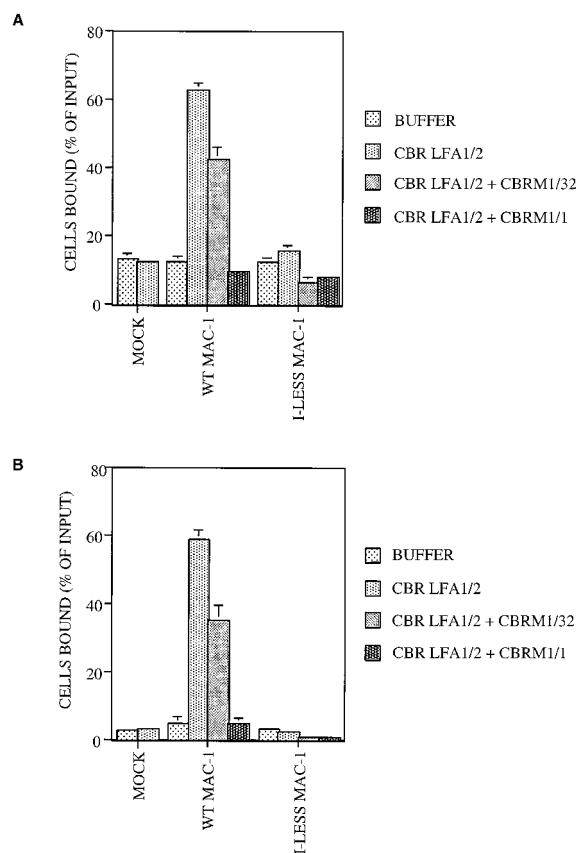 A
80
60
40
20
0
CELLS BOUND (% OF INPUT)
MOCK
WT MAC-1
I-LESS MAC-1
BUFFER
CBR LFA1/2
CBR LFA1/2 + CBRM1/32
CBR LFA1/2 + CBRM1/1
B
80
60
40
20
0
CELLS BOUND (% OF INPUT)
MOCK
WT MAC-1
I-LESS MAC-1
BUFFER
CBR LFA1/2
CBR LFA1/2 + CBRM1/32
CBR LFA1/2 + CBRM1/1